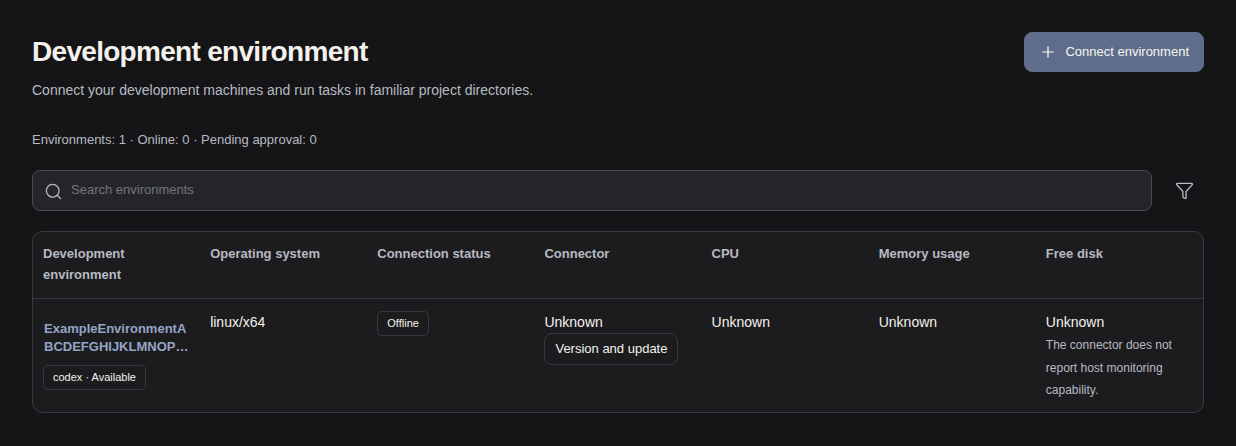 Development environment
Connect environment
Connect your development machines and run tasks in familiar project directories.
Environments: 1 · Online: 0 · Pending approval: 0
Search environments
Development
environment
Operating system
Connection status
Connector
CPU
Memory usage
Free disk
ExampleEnvironmentA
BCDEFGHIJKLMNOP…
codex · Available
linux/x64
Offline
Unknown
Version and update
Unknown
Unknown
Unknown
The connector does not
report host monitoring
capability.